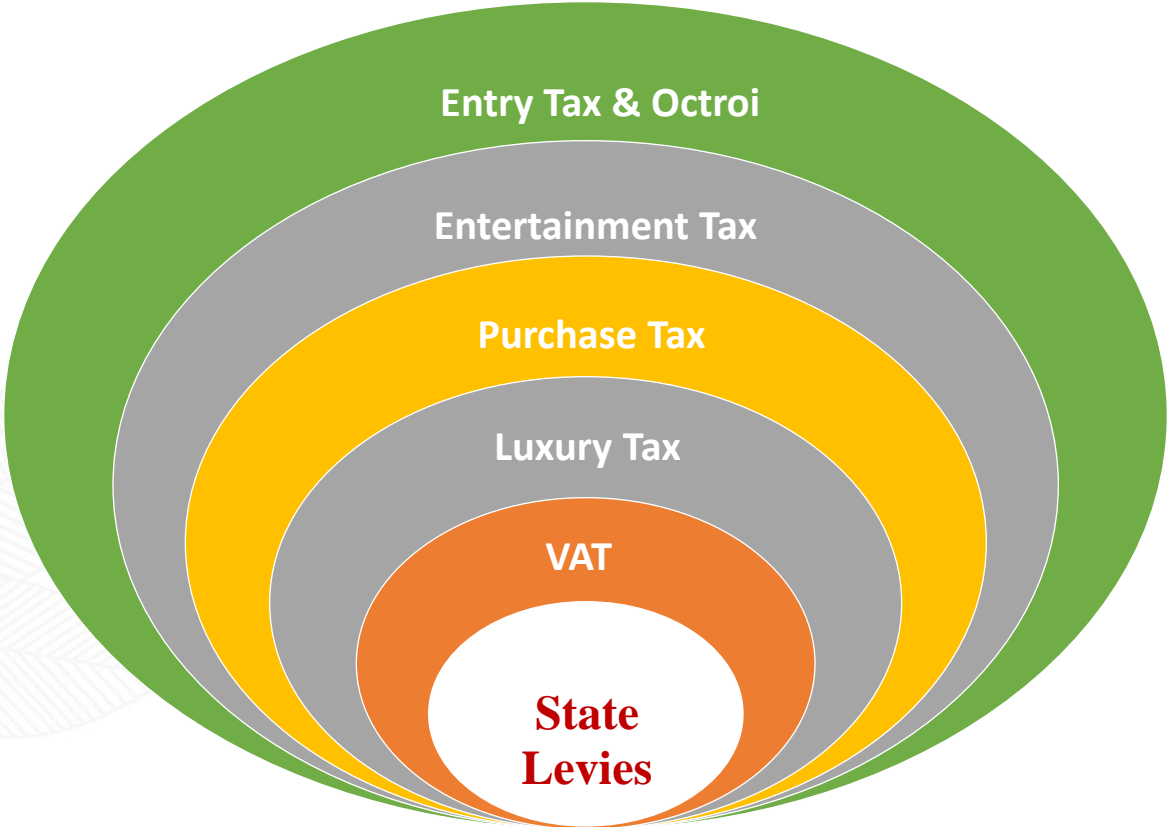 Entry Tax & Octroi
Entertainment Tax
Purchase Tax
Luxury Tax
VAT
State
Levies